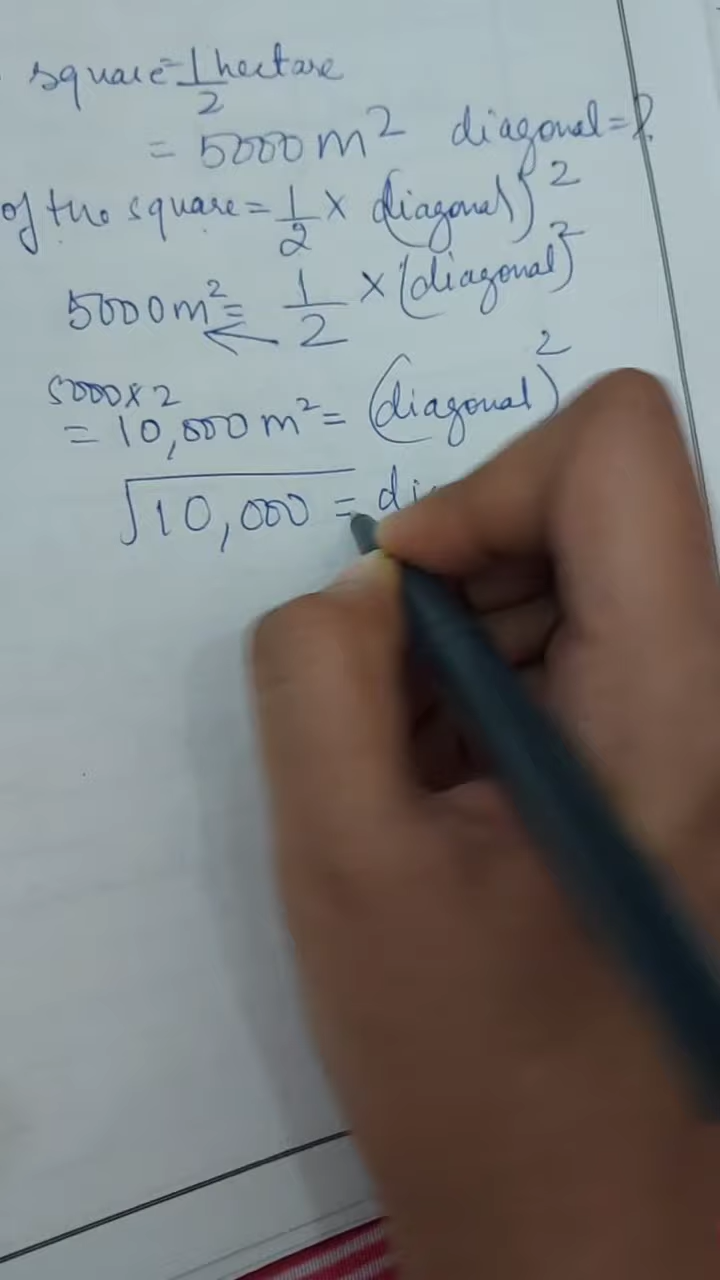 square = 1/2 hectare
= 5000 m² diagonal = ?
of the square = 1/2 × (diagonal)²
5000 m² = 1/2 × (diagonal)²
5000 × 2
= 10,000 m² = (diagonal)²
√10,000 =